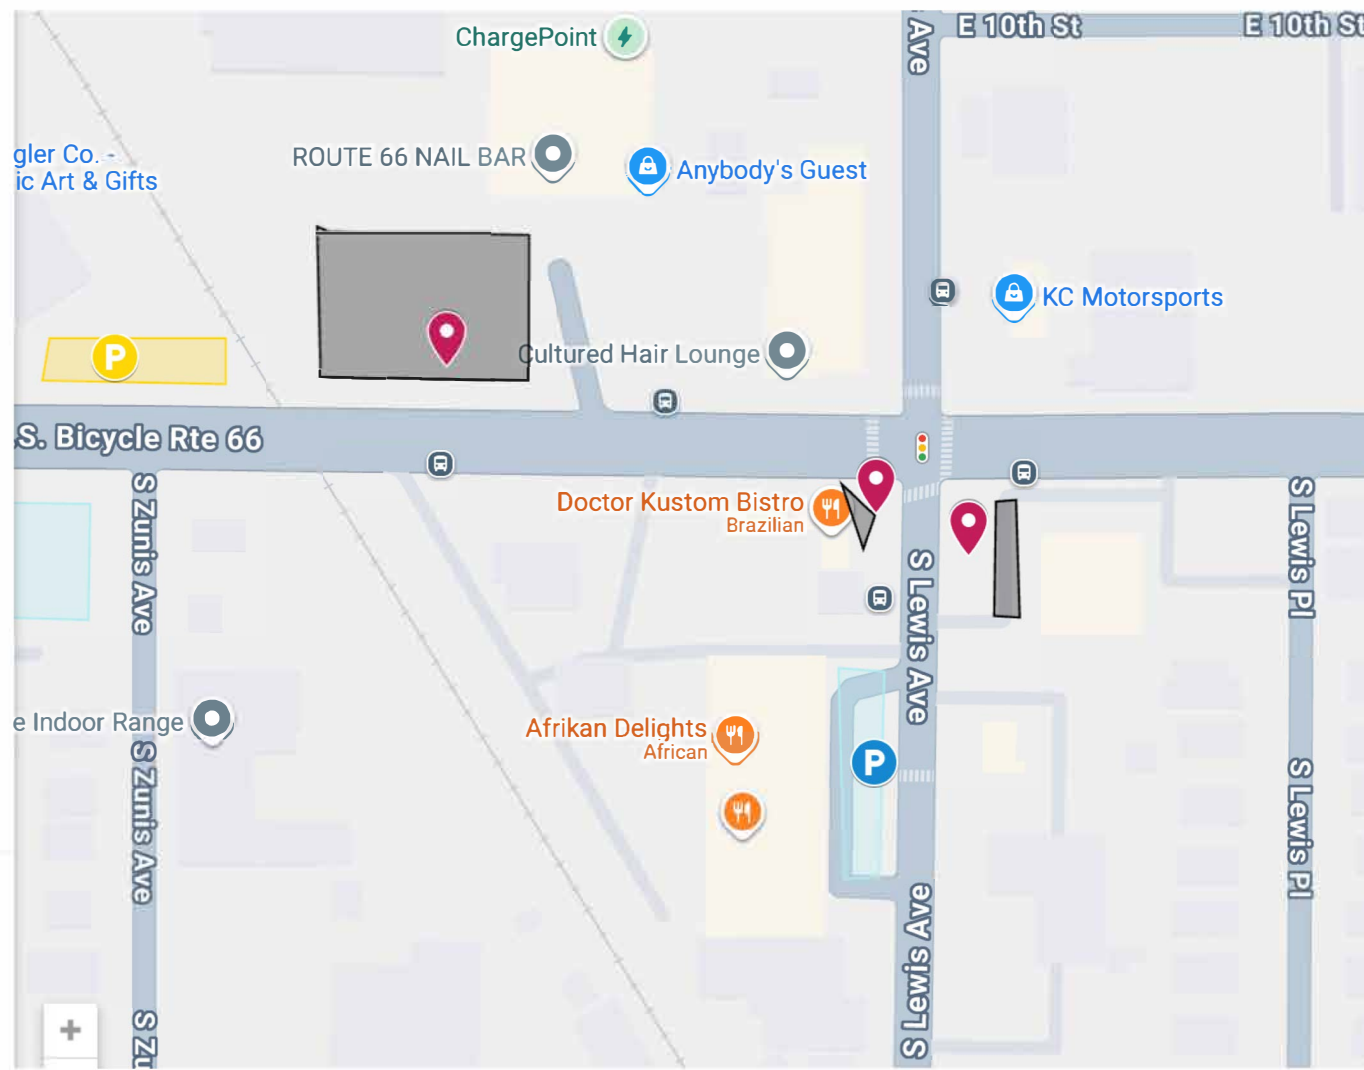 ChargePoint
Ave
E 10th St
E 10th St
gler Co. -
ic Art & Gifts
ROUTE 66 NAIL BAR
Anybody's Guest
KC Motorsports
P
Cultured Hair Lounge
.S. Bicycle Rte 66
S Zunis Ave
Doctor Kustom Bistro
Brazilian
S Lewis Ave
S Lewis Pl
e Indoor Range
Afrikan Delights
African
P
S Zunis Ave
S Lewis Pl
S Lewis Ave
S Zu
+